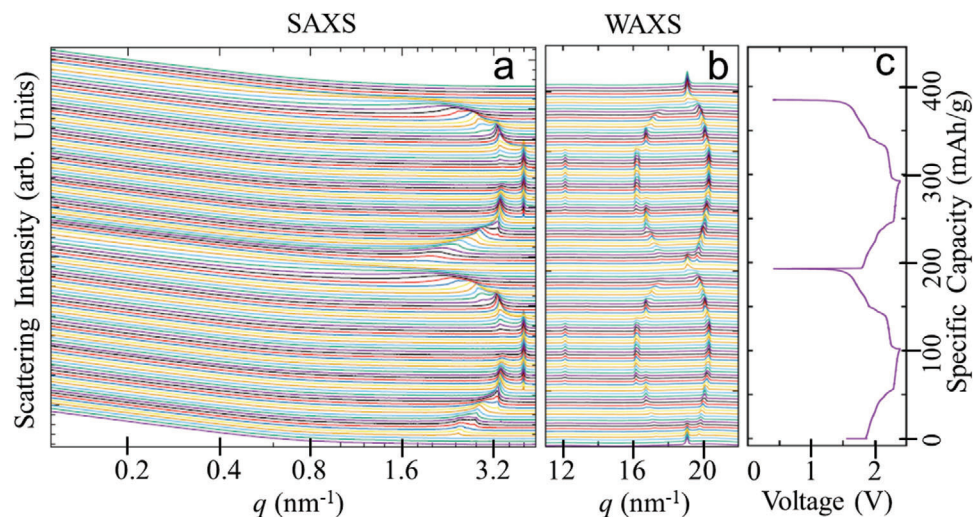 SAXS
WAXS
a
b
c
Scattering Intensity (arb. Units)
400
300
200
100
0
Specific Capacity (mAh/g)
0.2 0.4 0.8 1.6 3.2
12 16 20
0 1 2
q (nm⁻¹)
q (nm⁻¹)
Voltage (V)